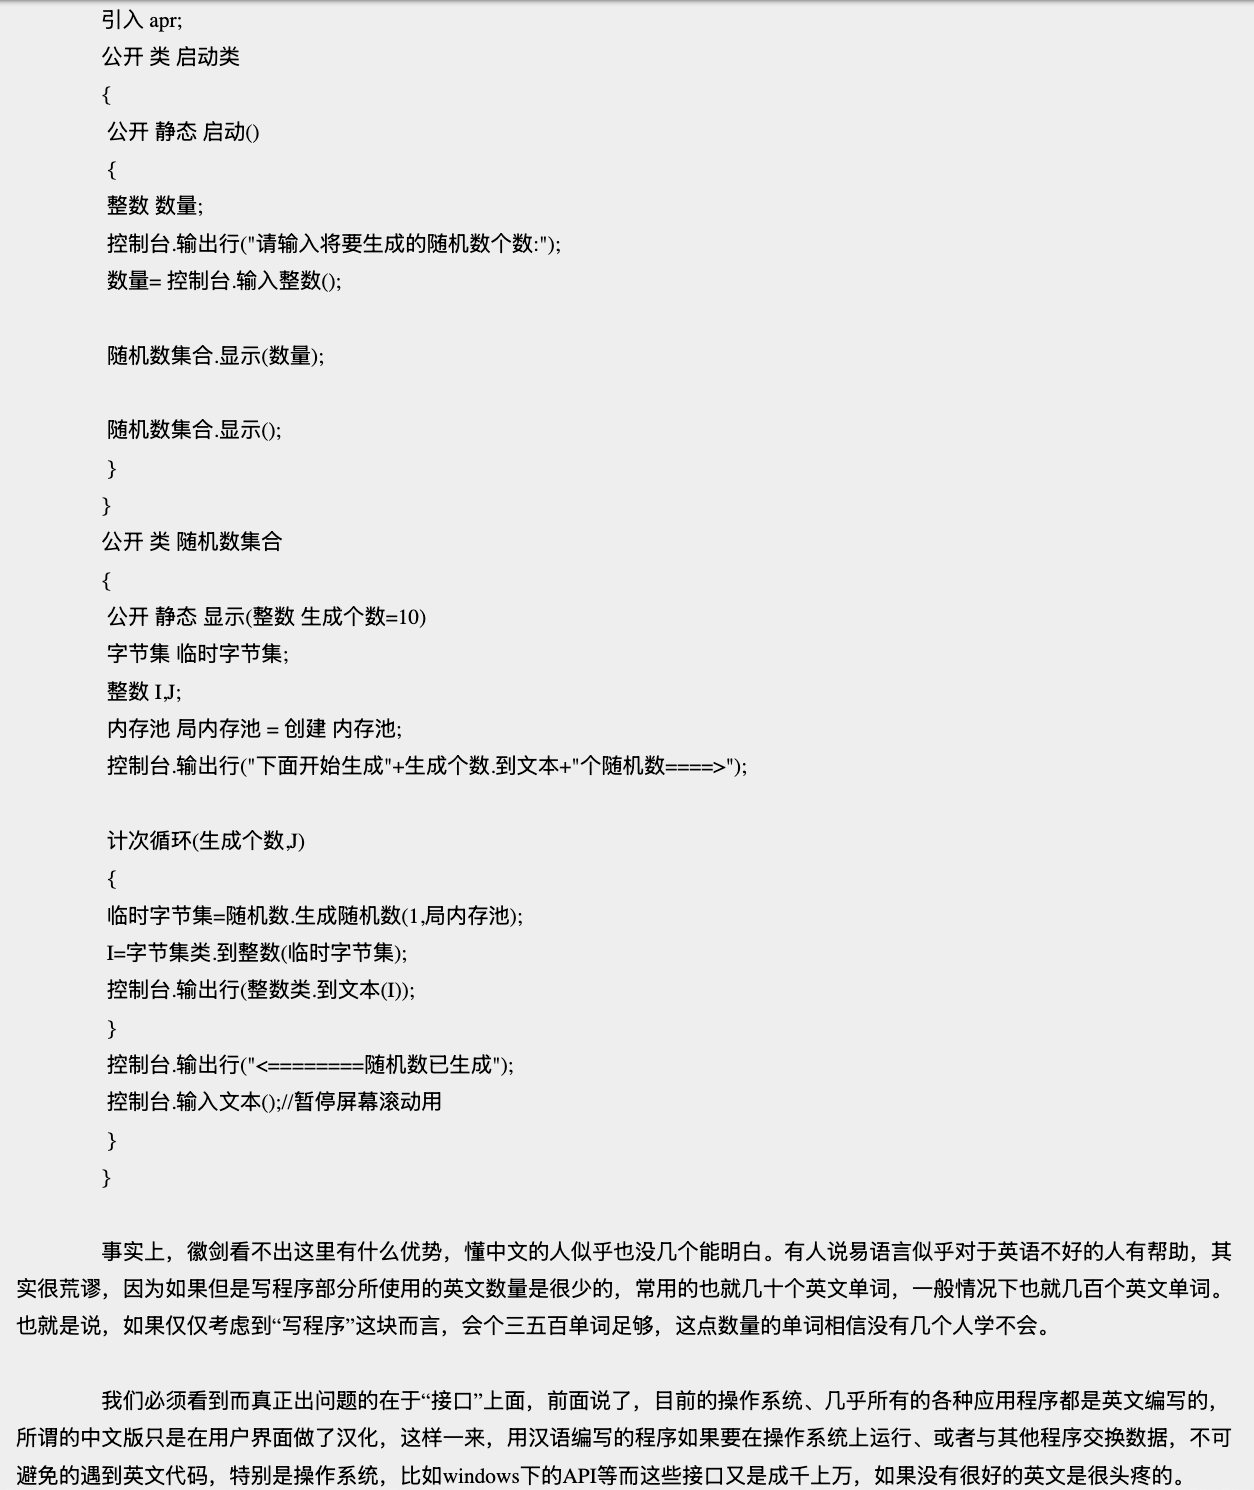 引入 apr;
公开 类 启动类
{
公开 静态 启动()
{
整数 数量;
控制台.输出行("请输入将要生成的随机数个数:");
数量= 控制台.输入整数();
随机数集合.显示(数量);
随机数集合.显示();
}
}
公开 类 随机数集合
{
公开 静态 显示(整数 生成个数=10)
字节集 临时字节集;
整数 I,J;
内存池 局内存池 = 创建 内存池;
控制台.输出行("下面开始生成"+生成个数.到文本+"个随机数====>");
计次循环(生成个数,J)
{
临时字节集=随机数.生成随机数(1,局内存池);
I=字节集类.到整数(临时字节集);
控制台.输出行(整数类.到文本(I));
}
控制台.输出行("<========随机数已生成");
控制台.输入文本();//暂停屏幕滚动用
}
}
事实上，徽剑看不出这里有什么优势，懂中文的人似乎也没几个能明白。有人说易语言似乎对于英语不好的人有帮助，其
实很荒谬，因为如果但是写程序部分所使用的英文数量是很少的，常用的也就几十个英文单词，一般情况下也就几百个英文单词。
也就是说，如果仅仅考虑到“写程序”这块而言，会个三五百单词足够，这点数量的单词相信没有几个人学不会。
我们必须看到而真正出问题的在于“接口”上面，前面说了，目前的操作系统、几乎所有的各种应用程序都是英文编写的，
所谓的中文版只是在用户界面做了汉化，这样一来，用汉语编写的程序如果要在操作系统上运行、或者与其他程序交换数据，不可
避免的遇到英文代码，特别是操作系统，比如windows下的API等而这些接口又是成千上万，如果没有很好的英文是很头疼的。